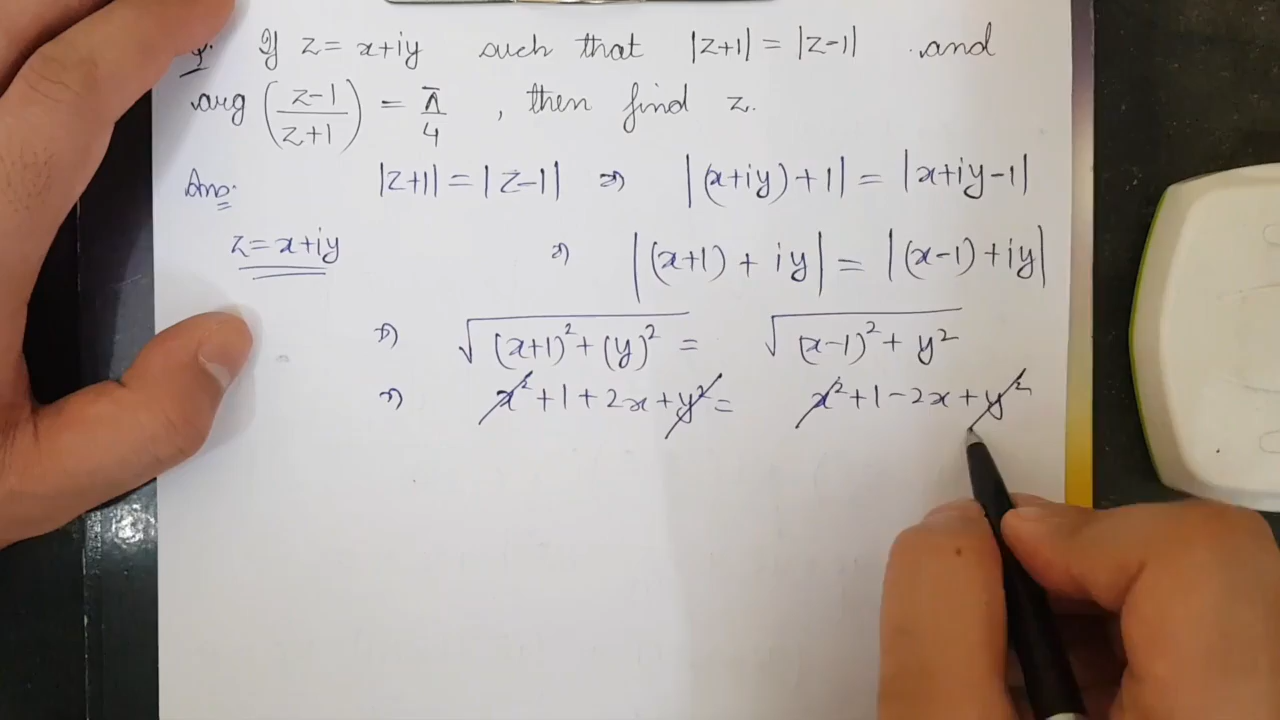 Q. If z = x+iy such that |z+1| = |z-1| and
arg ( z-1 / z+1 ) = π/4 , then find z.
Ans: |z+1| = |z-1| ⇒ |(x+iy)+1| = |x+iy-1|
z = x+iy ⇒ |(x+1) + iy| = |(x-1) + iy|
⇒ √((x+1)² + (y)²) = √((x-1)² + y²)
⇒ x² + 1 + 2x + y² = x² + 1 - 2x + y²